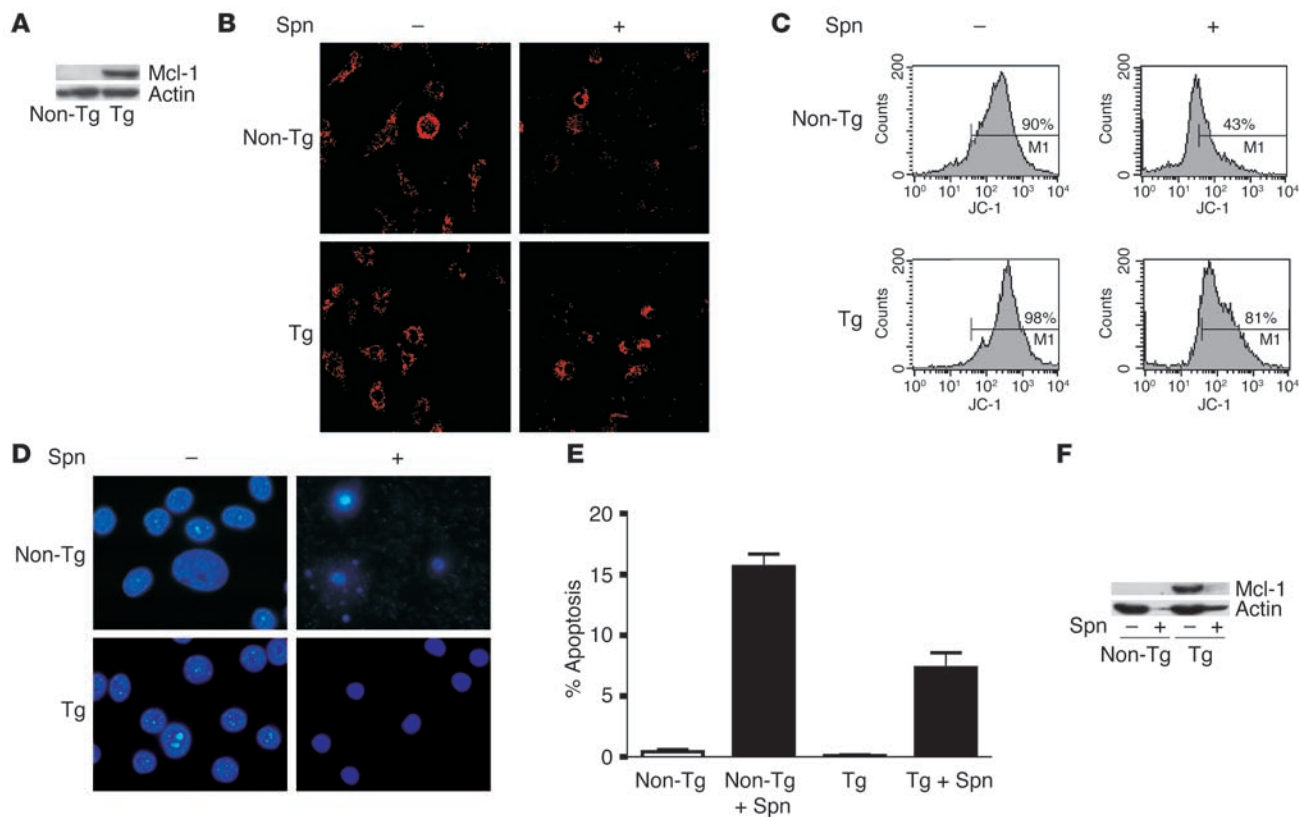 A
Mcl-1
Actin
Non-Tg Tg
B
Spn − +
Non-Tg
Tg
C
Spn − +
Non-Tg
200
Counts
0
90%
M1
10⁰ 10¹ 10² 10³ 10⁴
JC-1
200
Counts
0
43%
M1
10⁰ 10¹ 10² 10³ 10⁴
JC-1
Tg
200
Counts
0
98%
M1
10⁰ 10¹ 10² 10³ 10⁴
JC-1
200
Counts
0
81%
M1
10⁰ 10¹ 10² 10³ 10⁴
JC-1
D
Spn − +
Non-Tg
Tg
E
% Apoptosis
20
15
10
5
0
Non-Tg
Non-Tg
+ Spn
Tg
Tg + Spn
F
Mcl-1
Actin
Spn − + − +
Non-Tg Tg